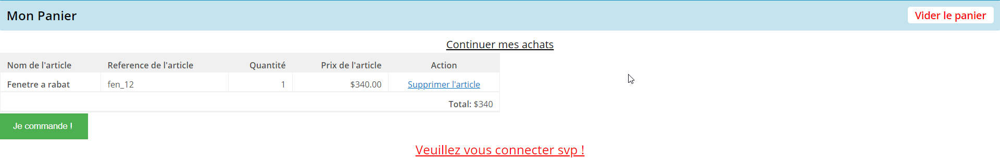 Mon Panier Vider le panier
Continuer mes achats
Nom de l'article Reference de l'article Quantité Prix de l'article Action
Fenetre a rabat fen_12 1 $340.00 Supprimer l'article
Total: $340
Je commande !
Veuillez vous connecter svp !